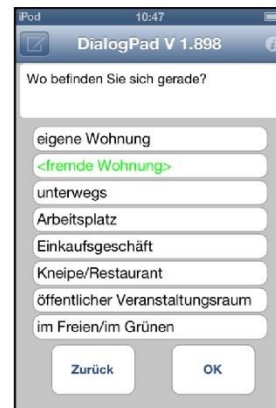 iPod 10:47
DialogPad V 1.898
Wo befinden Sie sich gerade?
eigene Wohnung
<fremde Wohnung>
unterwegs
Arbeitsplatz
Einkaufsgeschäft
Kneipe/Restaurant
öffentlicher Veranstaltungsraum
im Freien/im Grünen
Zurück OK